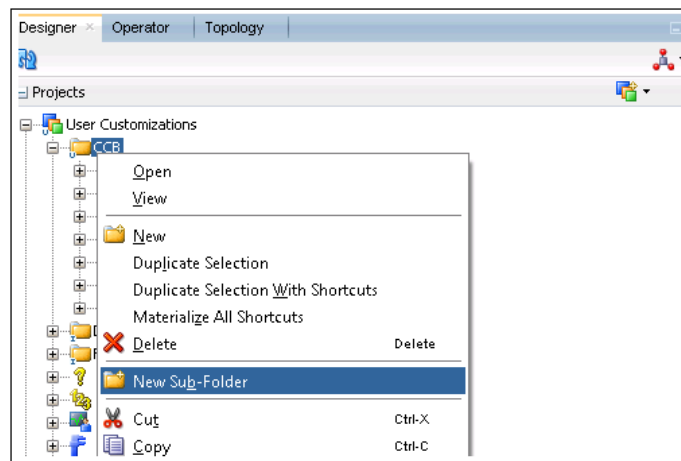 Designer Operator Topology
Projects
User Customizations
CCB
Open
View
New
Duplicate Selection
Duplicate Selection With Shortcuts
Materialize All Shortcuts
Delete Delete
New Sub-Folder
Cut Ctrl-X
Copy Ctrl-C